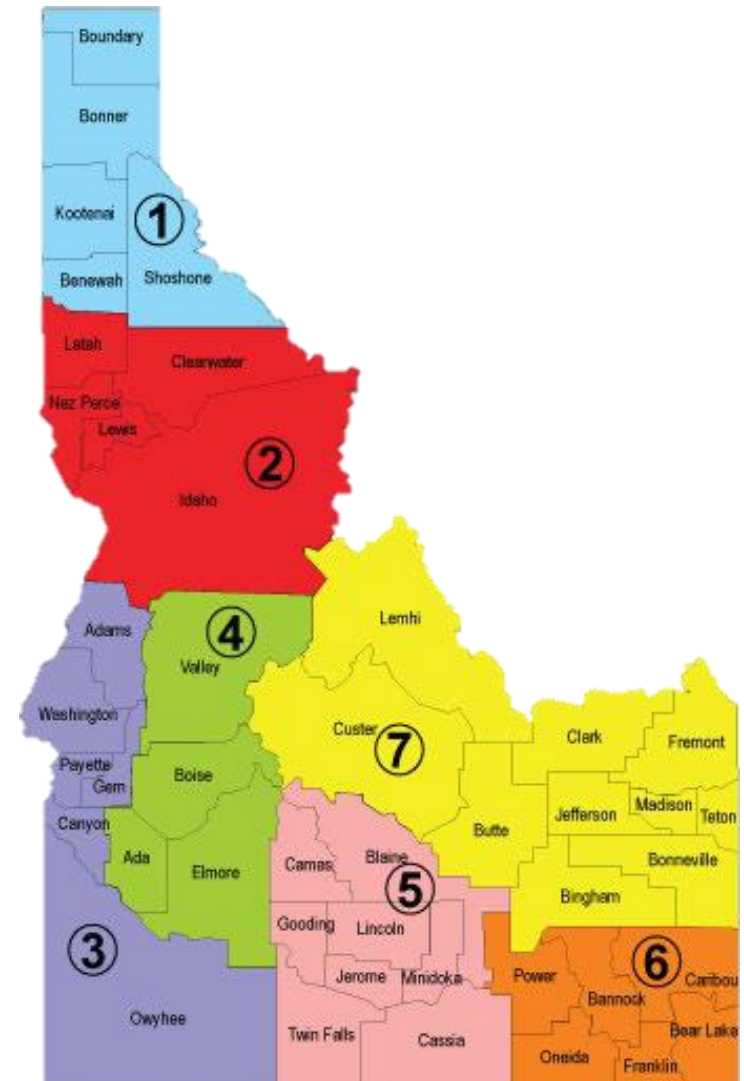 Boundary
Bonner
Kootenai
1
Benewah
Shoshone
Latah
Clearwater
Nez Perce
Lewis
2
Idaho
Lemhi
Adams
4
Valley
Washington
Custer
7
Clark
Fremont
Payette
Gem
Boise
Jefferson
Madison
Teton
Canyon
Butte
Ada
Elmore
Camas
Blaine
Bonneville
5
Bingham
Gooding
Lincoln
3
6
Jerome
Minidoka
Power
Caribou
Bannock
Owyhee
Twin Falls
Cassia
Bear Lake
Oneida
Franklin